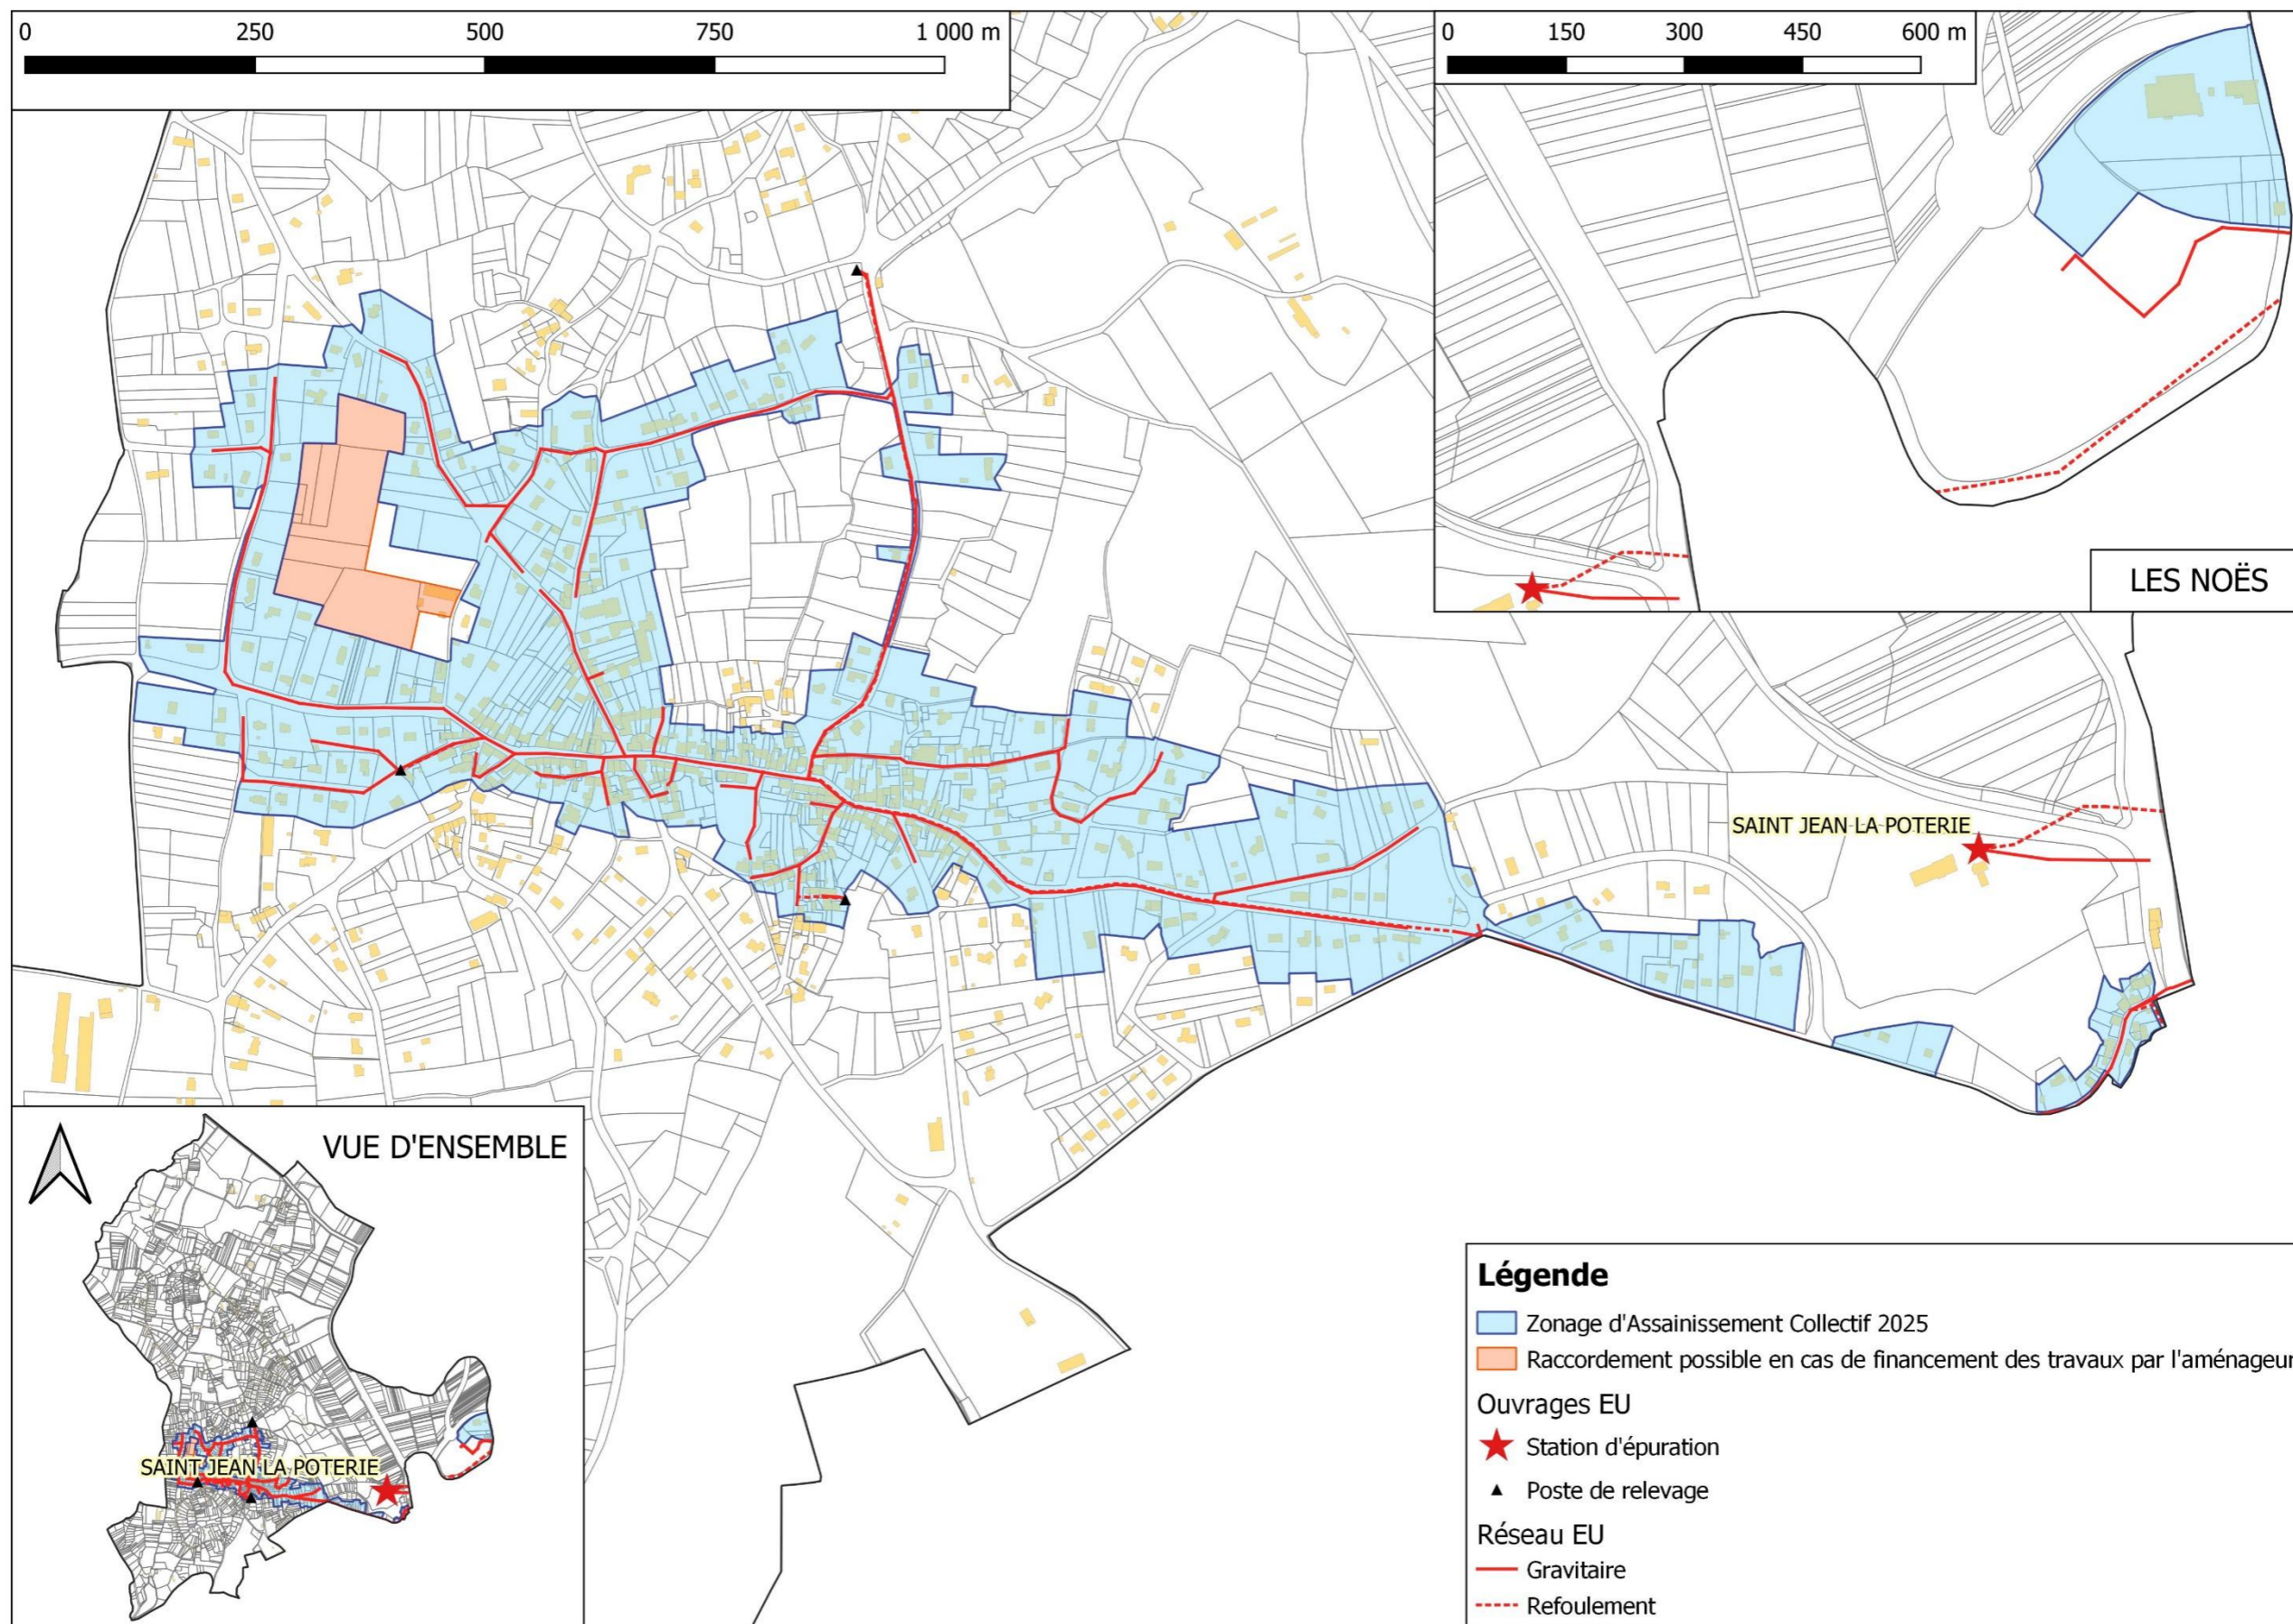 0 250 500 750 1 000 m
0 150 300 450 600 m
LES NOËS
SAINT JEAN LA POTERIE
VUE D'ENSEMBLE
SAINT JEAN LA POTERIE
Légende
Zonage d'Assainissement Collectif 2025
Raccordement possible en cas de financement des travaux par l'aménageur
Ouvrages EU
Station d'épuration
Poste de relevage
Réseau EU
Gravitaire
Refoulement